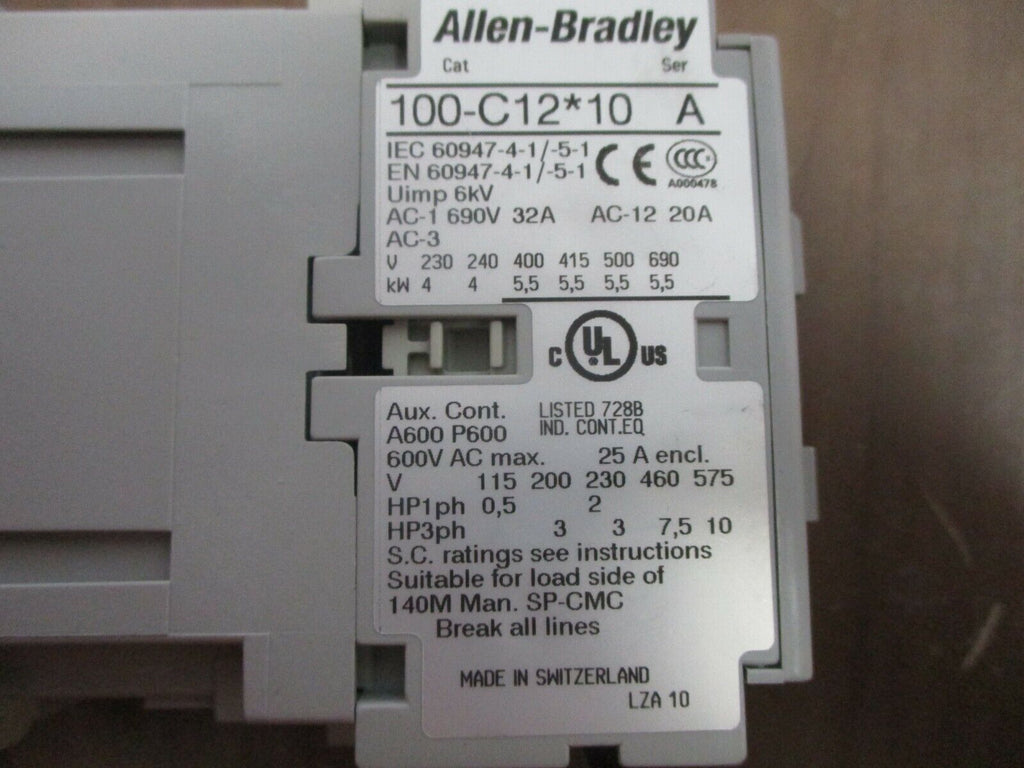 Allen-Bradley
Cat Ser
100-C12*10 A
IEC 60947-4-1/-5-1
EN 60947-4-1/-5-1
CE CCC
A000478
Uimp 6kV
AC-1 690V 32A AC-12 20A
AC-3
V 230 240 400 415 500 690
kW 4 4 5,5 5,5 5,5 5,5
C UL US
Aux. Cont. LISTED 728B
A600 P600 IND. CONT.EQ
600V AC max. 25 A encl.
V 115 200 230 460 575
HP1ph 0,5 2
HP3ph 3 3 7,5 10
S.C. ratings see instructions
Suitable for load side of
140M Man. SP-CMC
Break all lines
MADE IN SWITZERLAND
LZA 10